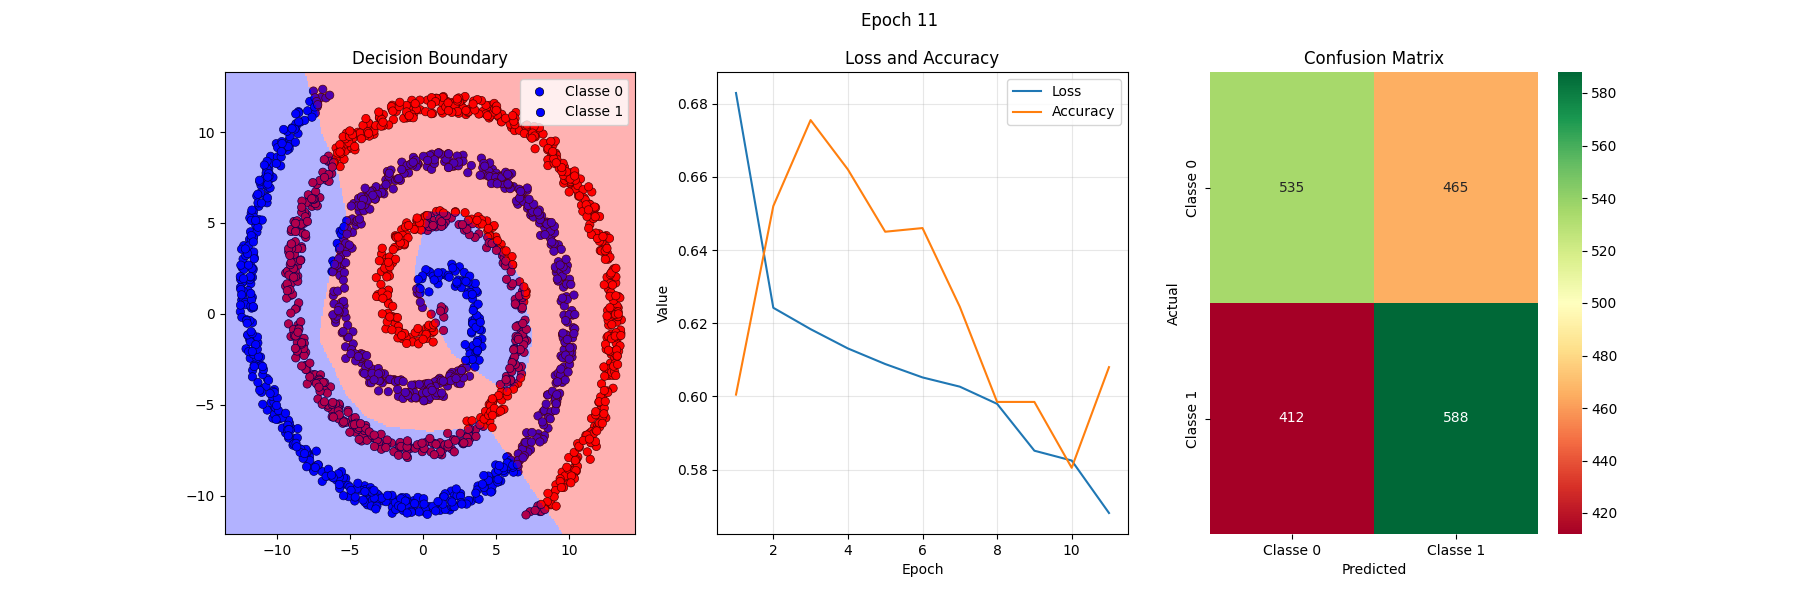 Epoch 11
Decision Boundary
Classe 0
Classe 1
10
5
0
−5
−10
−10
−5
0
5
10
Loss and Accuracy
Loss
Accuracy
Value
0.68
0.66
0.64
0.62
0.60
0.58
2
4
6
8
10
Epoch
Confusion Matrix
Actual
Classe 0
Classe 1
535
465
412
588
Classe 0
Classe 1
Predicted
580
560
540
520
500
480
460
440
420